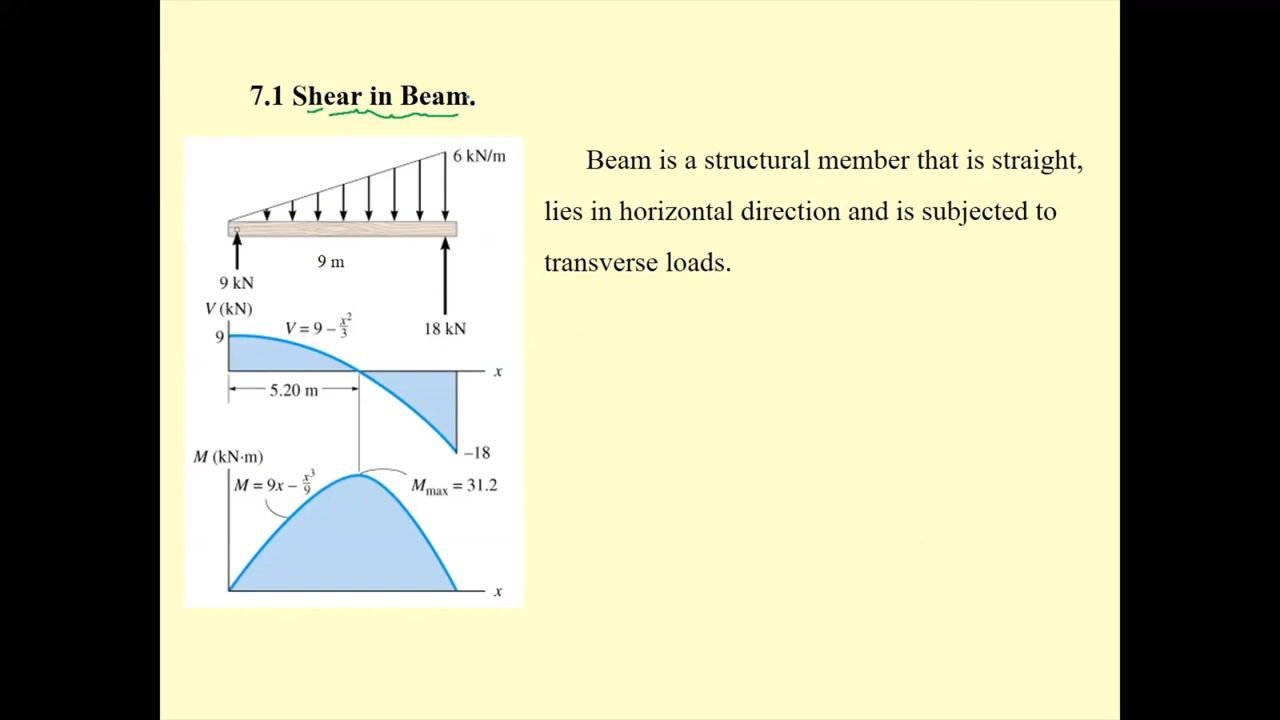 7.1 Shear in Beam.
6 kN/m
9 m
9 kN
18 kN
V (kN)
9
V = 9 – x²/3
x
5.20 m
–18
M (kN·m)
M = 9x – x³/9
Mmax = 31.2
x
Beam is a structural member that is straight,
lies in horizontal direction and is subjected to
transverse loads.